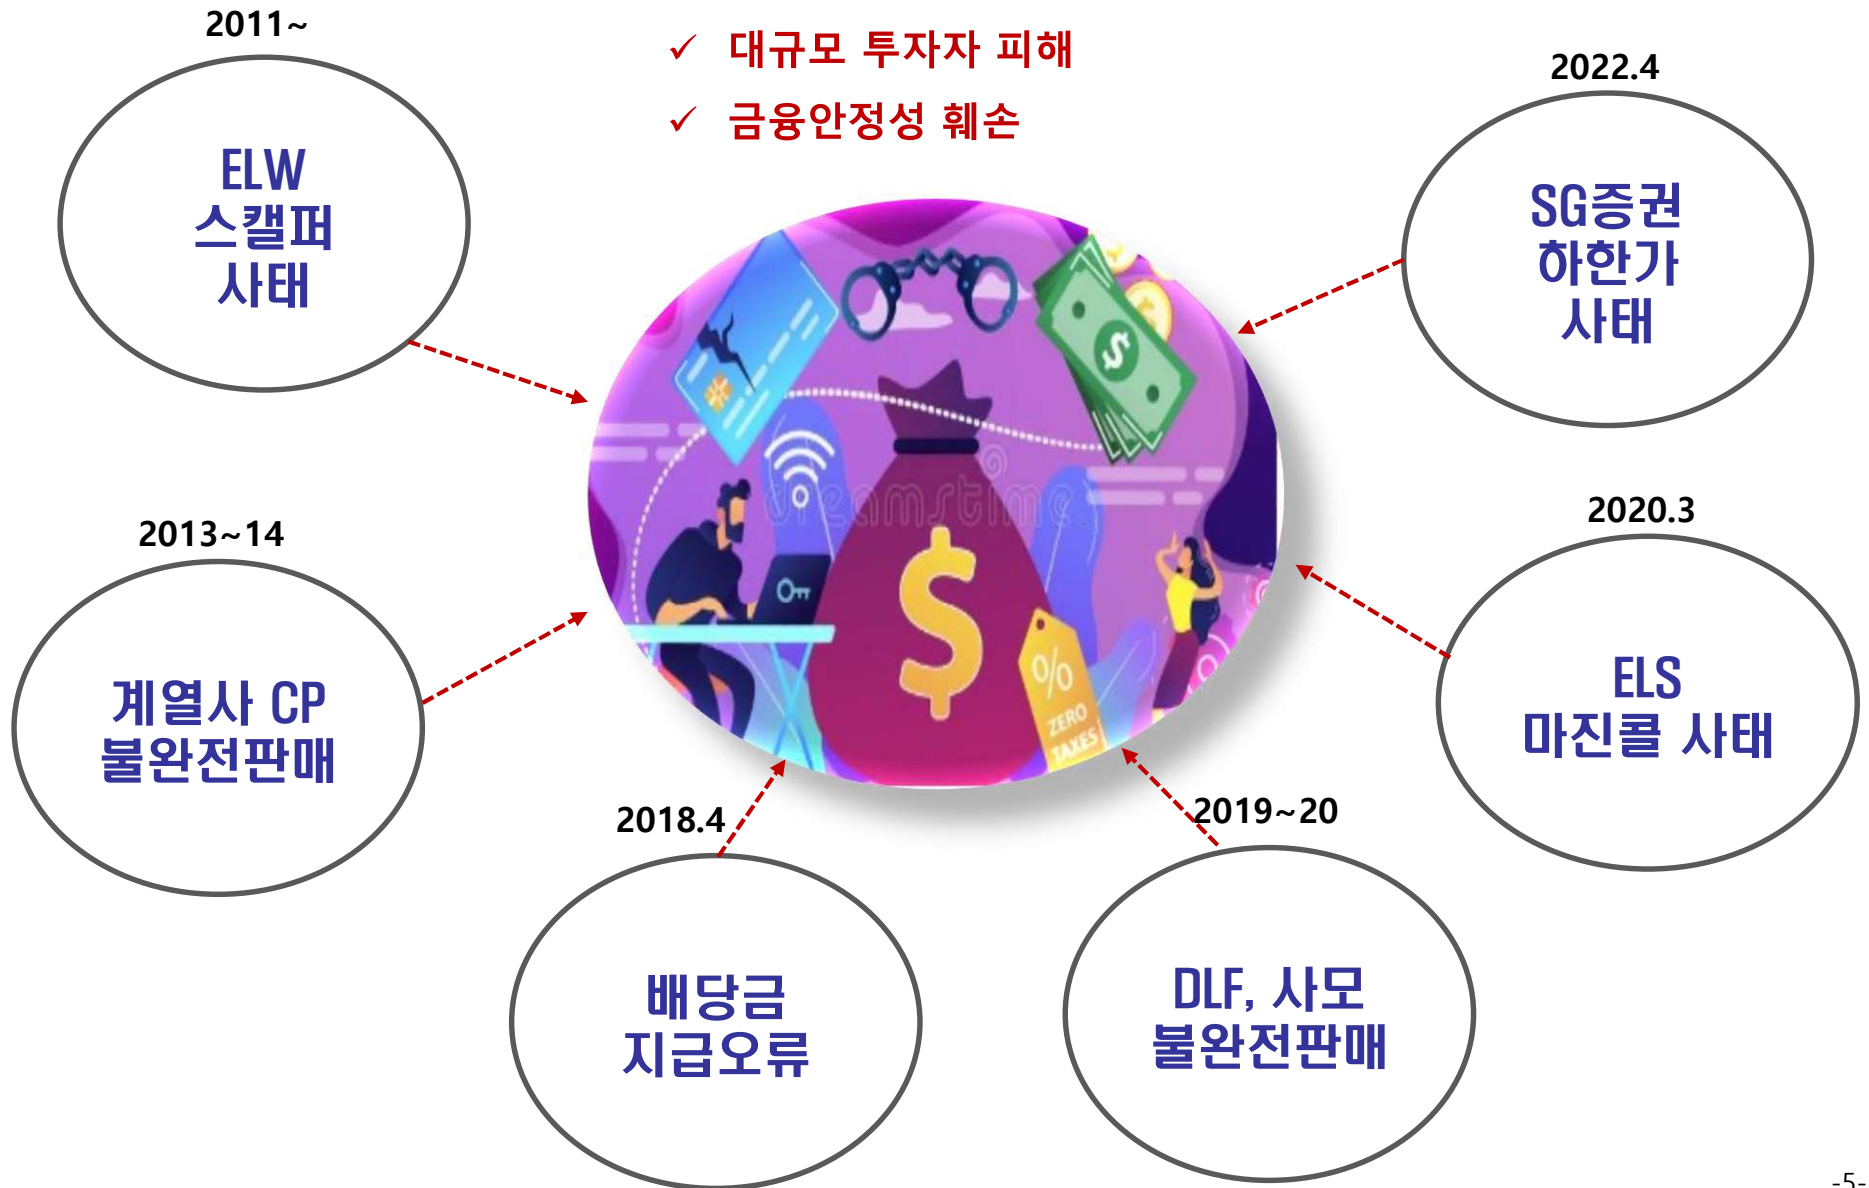 2011~
ELW
스캘퍼
사태
✓ 대규모 투자자 피해
✓ 금융안정성 훼손
2022.4
SG증권
하한가
사태
2013~14
계열사 CP
불완전판매
dreamstime
$
$
%
ZERO
TAXES
2020.3
ELS
마진콜 사태
2018.4
배당금
지급오류
2019~20
DLF, 사모
불완전판매
-5-